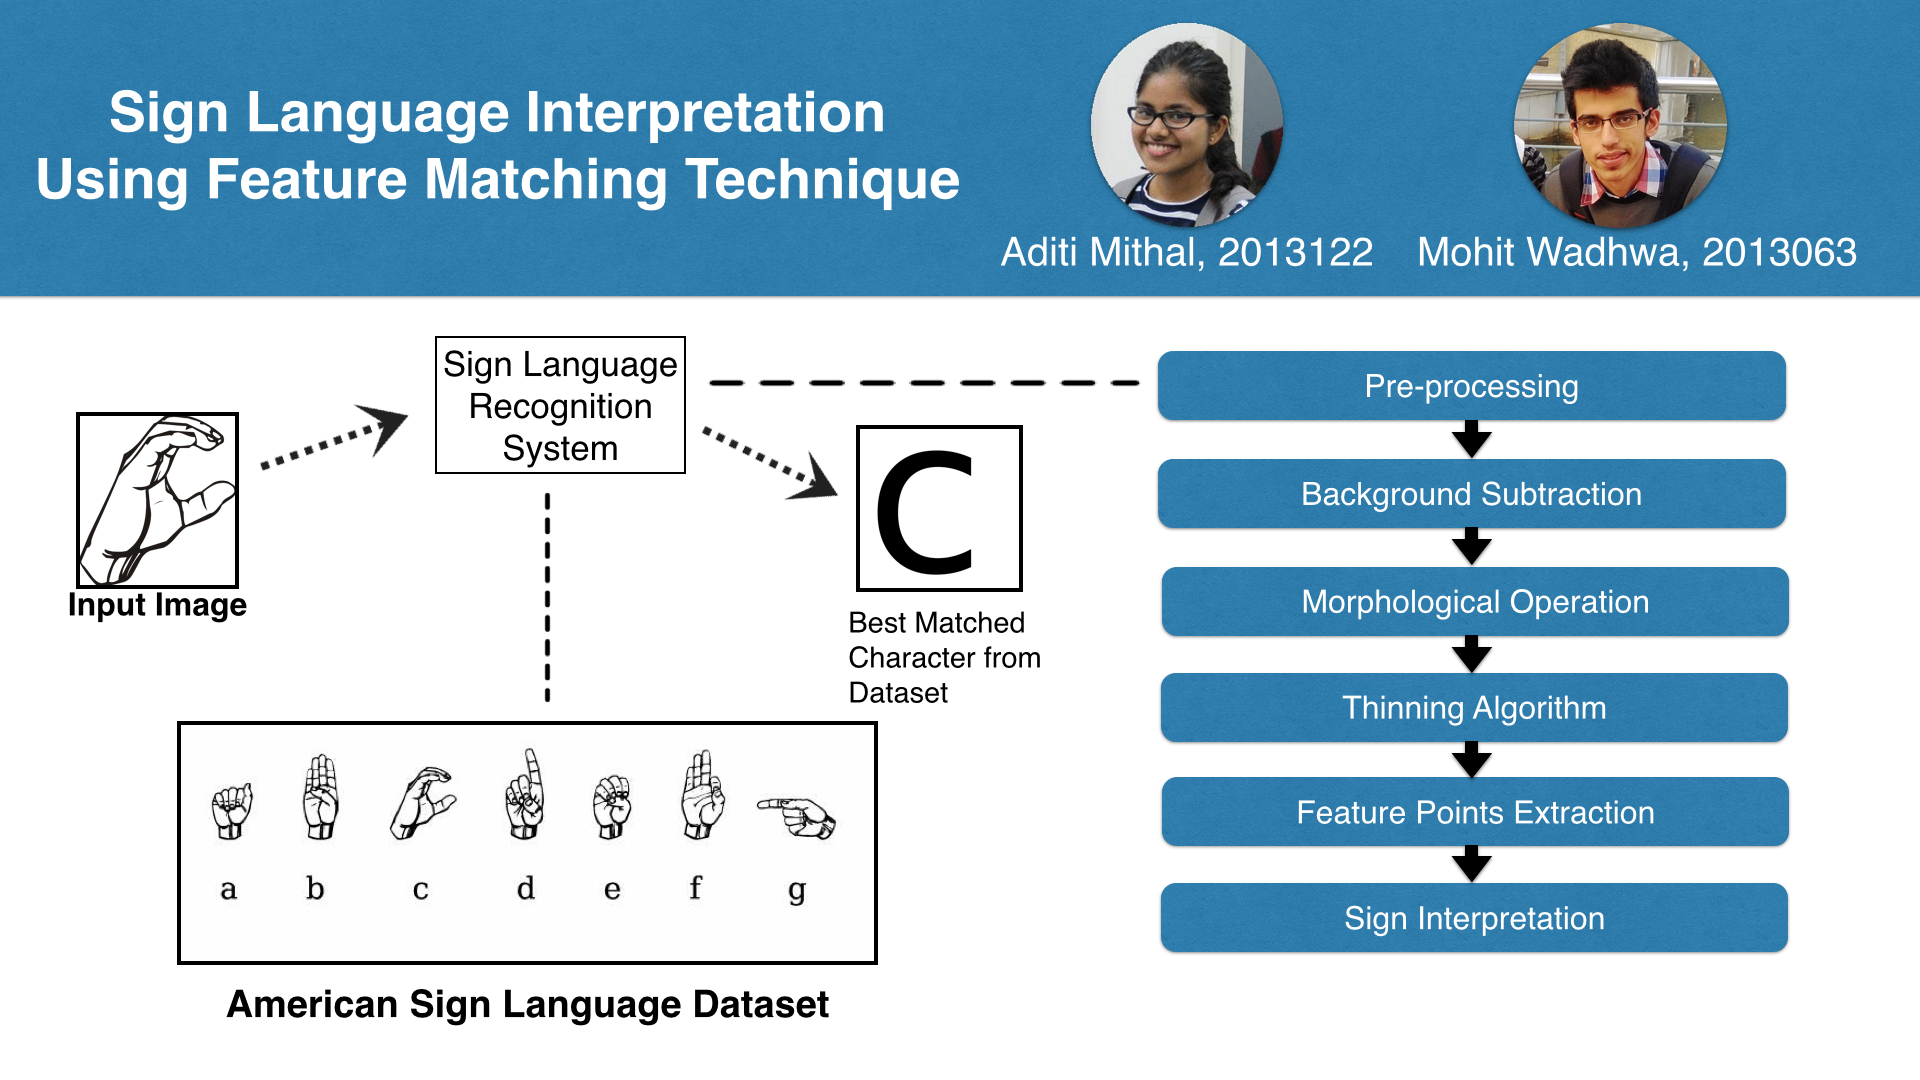 Sign Language Interpretation
Using Feature Matching Technique
Aditi Mithal, 2013122
Mohit Wadhwa, 2013063
Sign Language
Recognition
System
Input Image
C
Best Matched
Character from
Dataset
a b c d e f g
American Sign Language Dataset
Pre-processing
Background Subtraction
Morphological Operation
Thinning Algorithm
Feature Points Extraction
Sign Interpretation